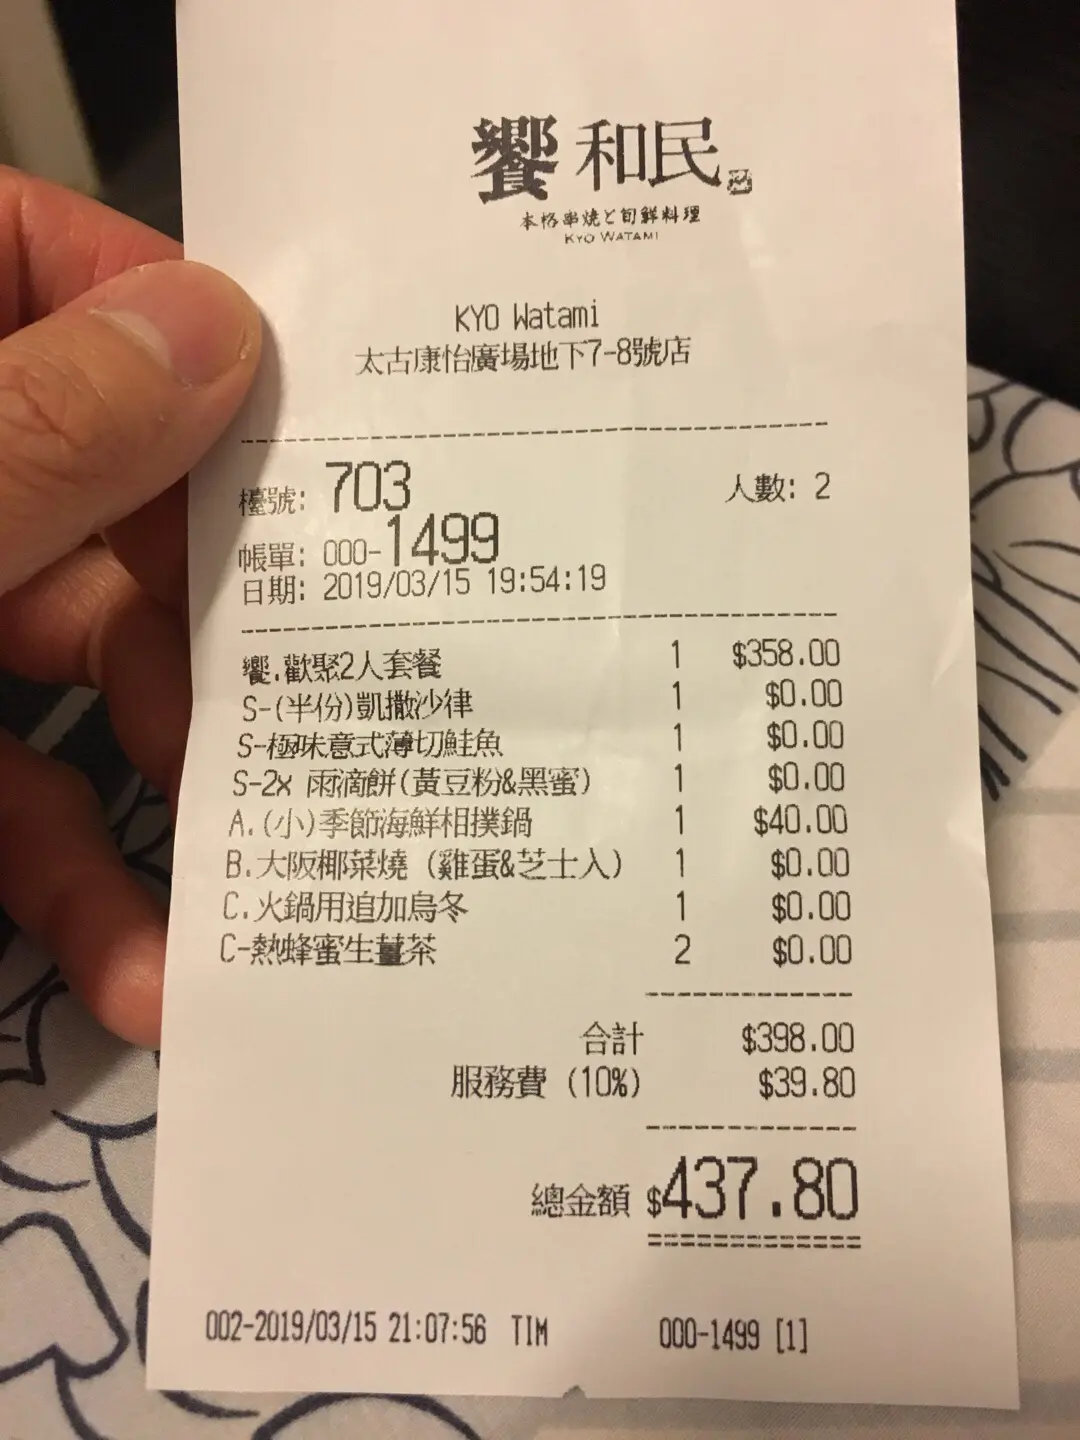 饗 和民
本格串焼と旬鮮料理
KYO WATAMI
KYO Watami
太古康怡廣場地下7-8號店
檯號: 703 人數: 2
帳單: 000-1499
日期: 2019/03/15 19:54:19
饗.歡聚2人套餐 1 $358.00
S-(半份)凱撒沙律 1 $0.00
S-極味意式薄切鮭魚 1 $0.00
S-2x 雨滴餅(黃豆粉&黑蜜) 1 $0.00
A.(小)季節海鮮相撲鍋 1 $40.00
B.大阪椰菜燒 (雞蛋&芝士入) 1 $0.00
C.火鍋用追加烏冬 1 $0.00
C-熱蜂蜜生薑茶 2 $0.00
合計 $398.00
服務費 (10%) $39.80
總金額 $437.80
002-2019/03/15 21:07:56 TIM 000-1499 [1]